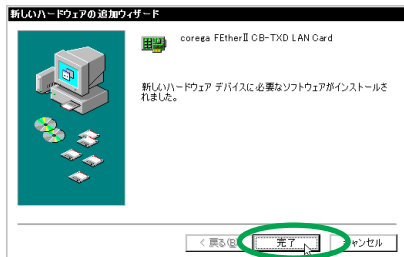 新しいハードウェアの追加ウィザード
corega FEtherⅡ CB-TXD LAN Card
新しいハードウェア デバイスに必要なソフトウェアがインストールさ
れました。
< 戻る(B)
完了
キャンセル